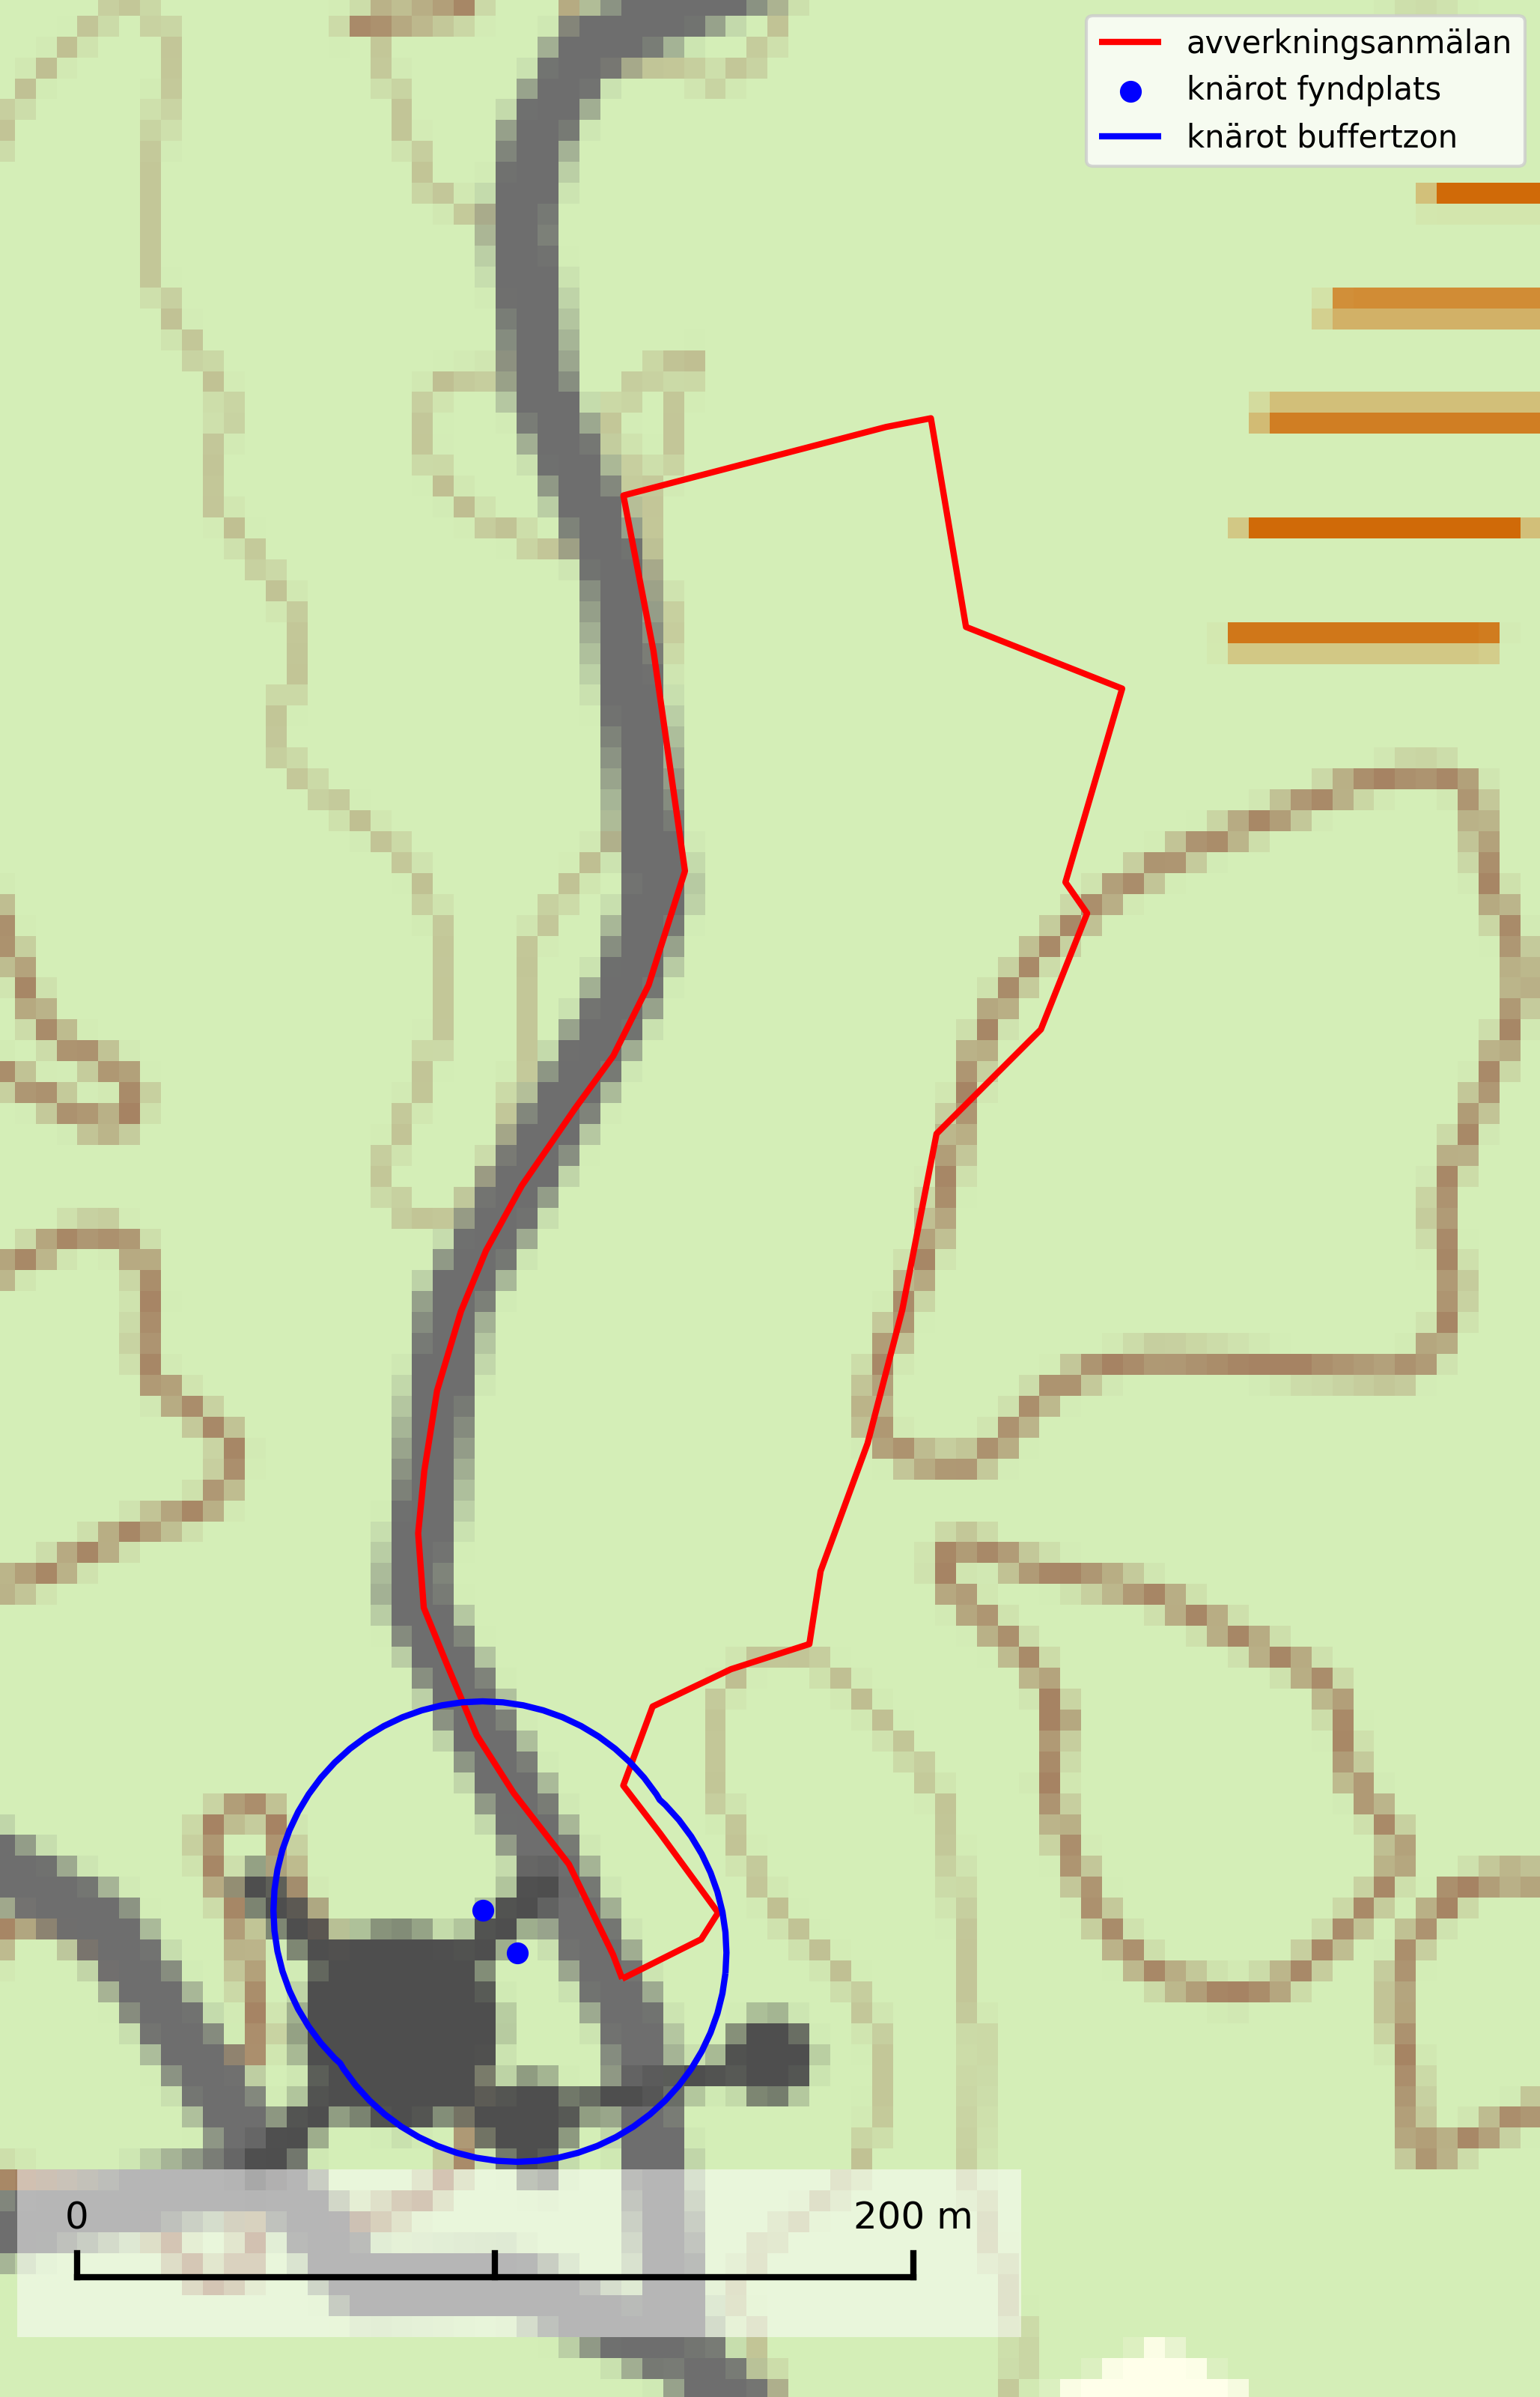 avverkningsanmälan
knärot fyndplats
knärot buffertzon
0 200 m